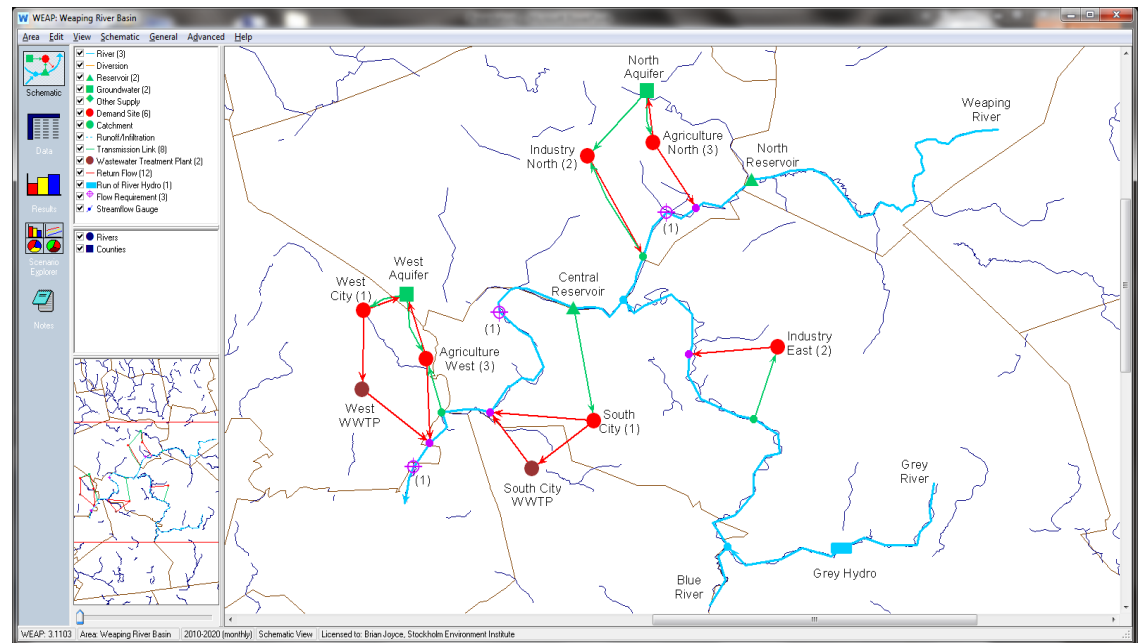 WEAP: Weaping River Basin
Area Edit View Schematic General Advanced Help
Schematic
Data
Results
Scenario
Explorer
Notes
River (3)
Diversion
Reservoir (2)
Groundwater (2)
Other Supply
Demand Site (6)
Catchment
Runoff/Infiltration
Transmission Link (8)
Wastewater Treatment Plant (2)
Return Flow (12)
Run of River Hydro (1)
Flow Requirement (3)
Streamflow Gauge
Rivers
Counties
North
Aquifer
Weaping
River
Agriculture
North (3)
Industry
North (2)
North
Reservoir
(1)
West
Aquifer
West
City (1)
Central
Reservoir
(1)
Industry
East (2)
Agriculture
West (3)
West
WWTP
South
City (1)
(1)
South City
WWTP
Grey
River
Grey Hydro
Blue
River
WEAP: 3.1103 Area: Weaping River Basin 2010-2020 (monthly) Schematic View Licensed to: Brian Joyce, Stockholm Environment Institute